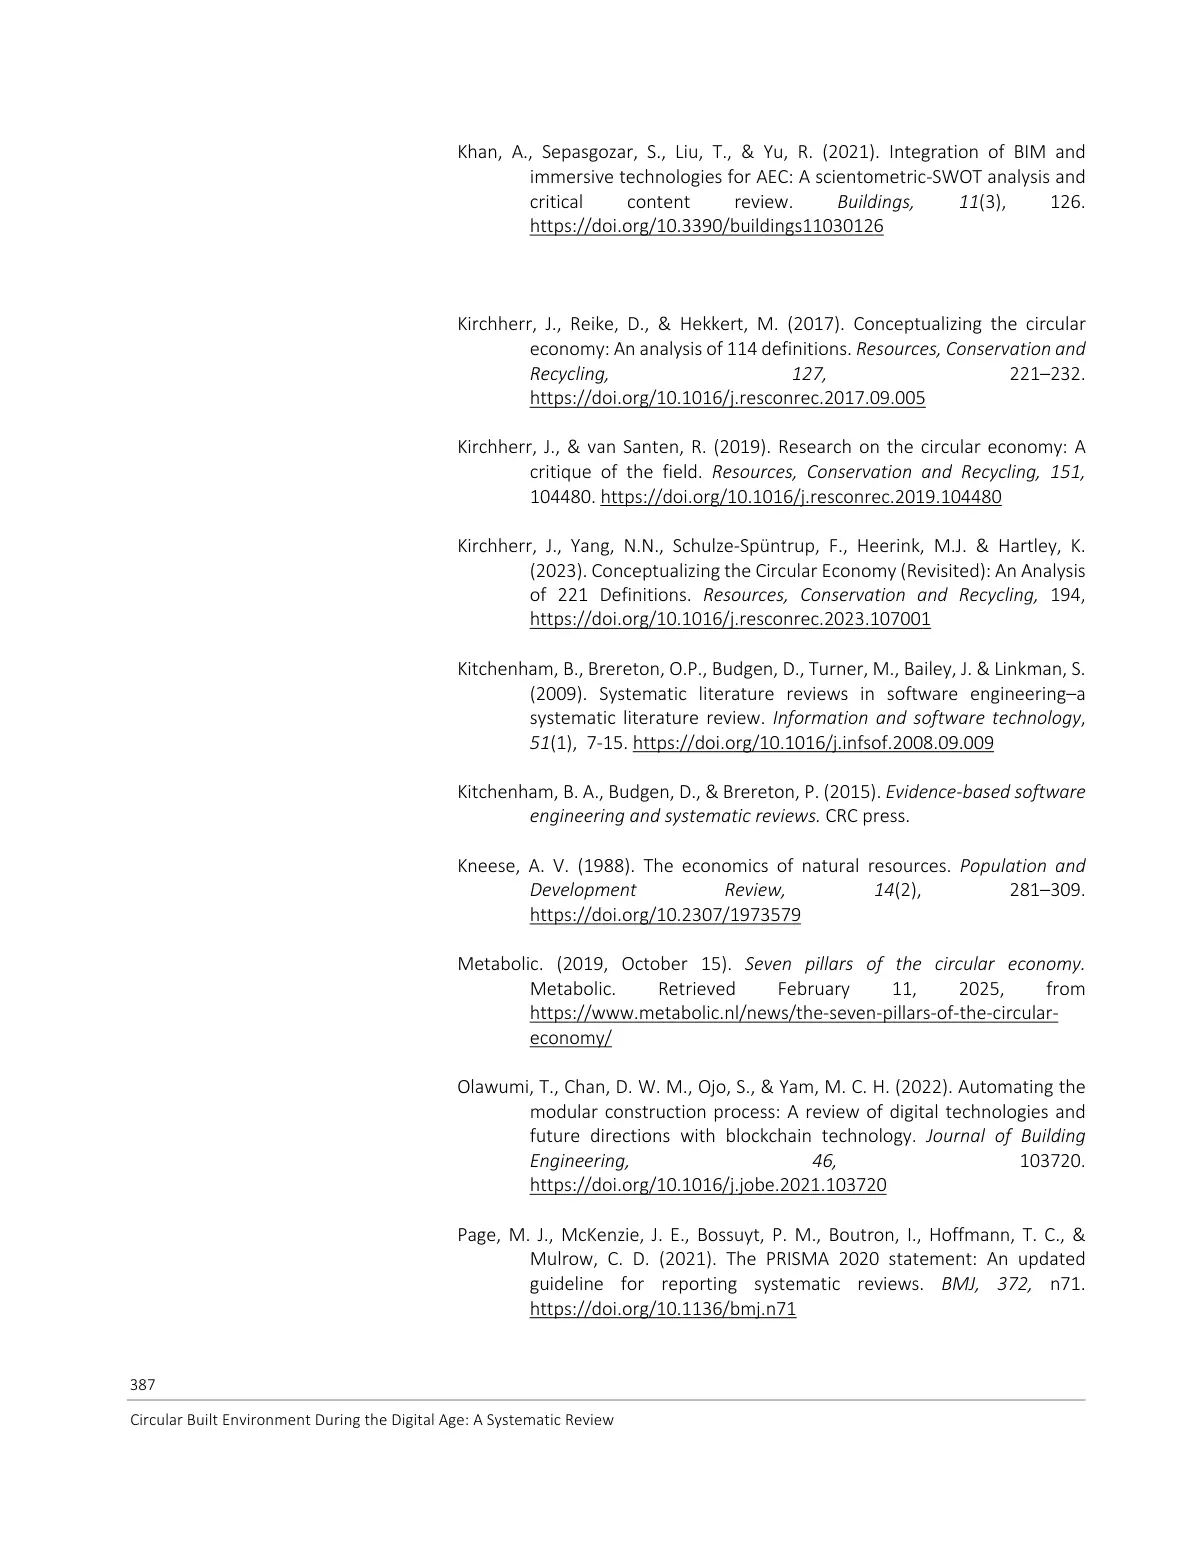 Khan, A., Sepasgozar, S., Liu, T., & Yu, R. (2021). Integration of BIM and
immersive technologies for AEC: A scientometric-SWOT analysis and
critical content review. Buildings, 11(3), 126.
https://doi.org/10.3390/buildings11030126
Kirchherr, J., Reike, D., & Hekkert, M. (2017). Conceptualizing the circular
economy: An analysis of 114 definitions. Resources, Conservation and
Recycling, 127, 221–232.
https://doi.org/10.1016/j.resconrec.2017.09.005
Kirchherr, J., & van Santen, R. (2019). Research on the circular economy: A
critique of the field. Resources, Conservation and Recycling, 151,
104480. https://doi.org/10.1016/j.resconrec.2019.104480
Kirchherr, J., Yang, N.N., Schulze-Spüntrup, F., Heerink, M.J. & Hartley, K.
(2023). Conceptualizing the Circular Economy (Revisited): An Analysis
of 221 Definitions. Resources, Conservation and Recycling, 194,
https://doi.org/10.1016/j.resconrec.2023.107001
Kitchenham, B., Brereton, O.P., Budgen, D., Turner, M., Bailey, J. & Linkman, S.
(2009). Systematic literature reviews in software engineering–a
systematic literature review. Information and software technology,
51(1), 7-15. https://doi.org/10.1016/j.infsof.2008.09.009
Kitchenham, B. A., Budgen, D., & Brereton, P. (2015). Evidence-based software
engineering and systematic reviews. CRC press.
Kneese, A. V. (1988). The economics of natural resources. Population and
Development Review, 14(2), 281–309.
https://doi.org/10.2307/1973579
Metabolic. (2019, October 15). Seven pillars of the circular economy.
Metabolic. Retrieved February 11, 2025, from
https://www.metabolic.nl/news/the-seven-pillars-of-the-circular-
economy/
Olawumi, T., Chan, D. W. M., Ojo, S., & Yam, M. C. H. (2022). Automating the
modular construction process: A review of digital technologies and
future directions with blockchain technology. Journal of Building
Engineering, 46, 103720.
https://doi.org/10.1016/j.jobe.2021.103720
Page, M. J., McKenzie, J. E., Bossuyt, P. M., Boutron, I., Hoffmann, T. C., &
Mulrow, C. D. (2021). The PRISMA 2020 statement: An updated
guideline for reporting systematic reviews. BMJ, 372, n71.
https://doi.org/10.1136/bmj.n71
387
Circular Built Environment During the Digital Age: A Systematic Review